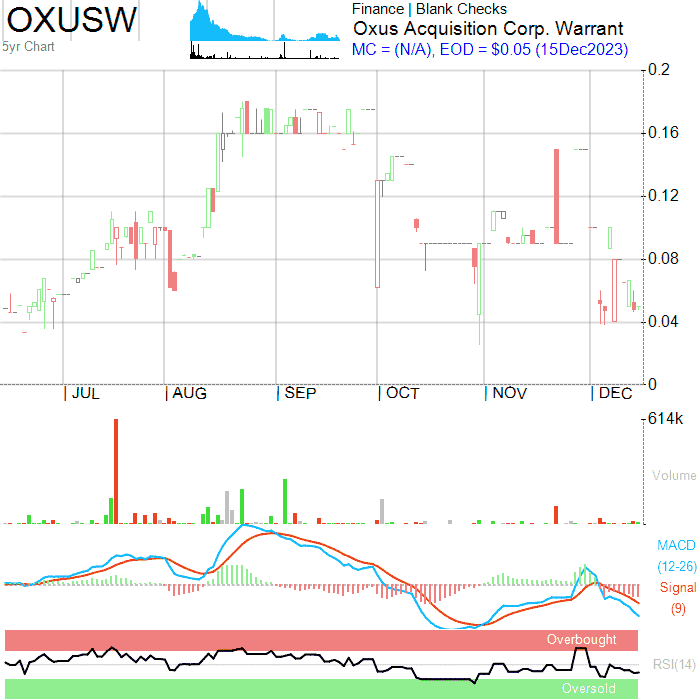 OXUSW
5yr Chart
Finance | Blank Checks
Oxus Acquisition Corp. Warrant
MC = (N/A), EOD = $0.05 (15Dec2023)
0.2
0.16
0.12
0.08
0.04
0
JUL
AUG
SEP
OCT
NOV
DEC
614k
Volume
MACD
(12-26)
Signal
(9)
Overbought
RSI(14)
Oversold